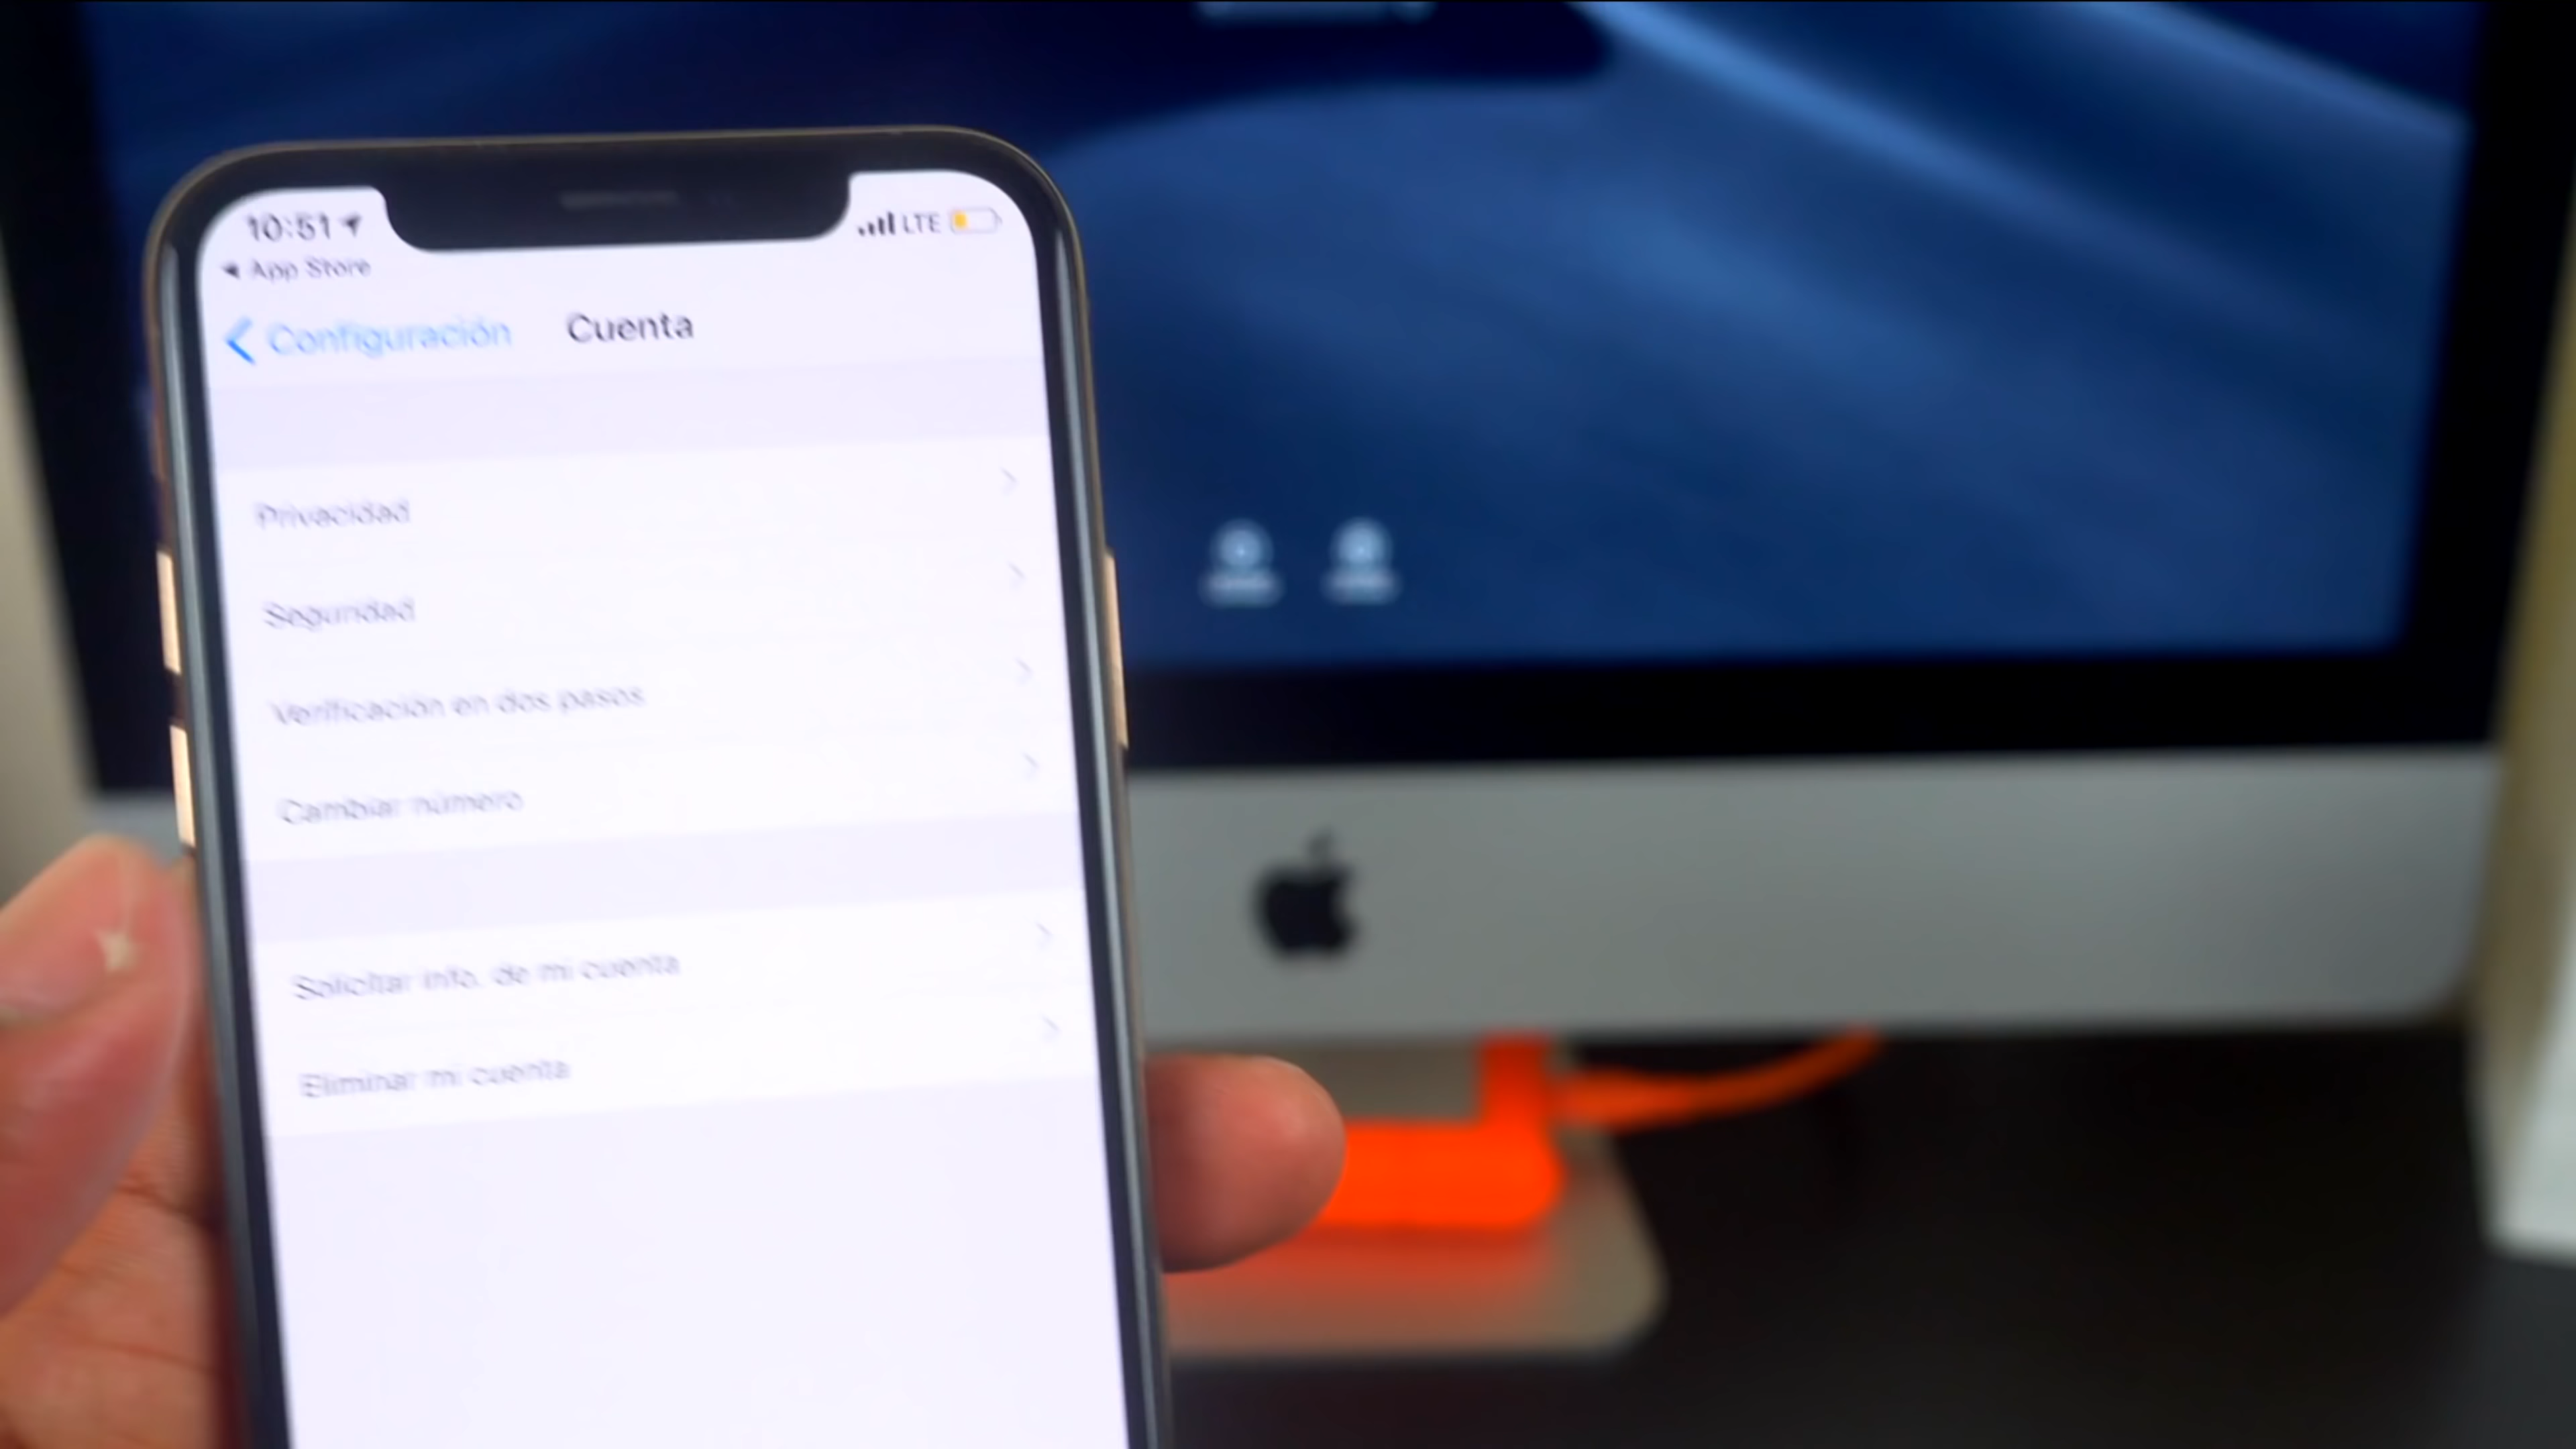 10:51
LTE
App Store
Configuración
Cuenta
Privacidad
Seguridad
Verificación en dos pasos
Cambiar número
Solicitar info. de mi cuenta
Eliminar mi cuenta